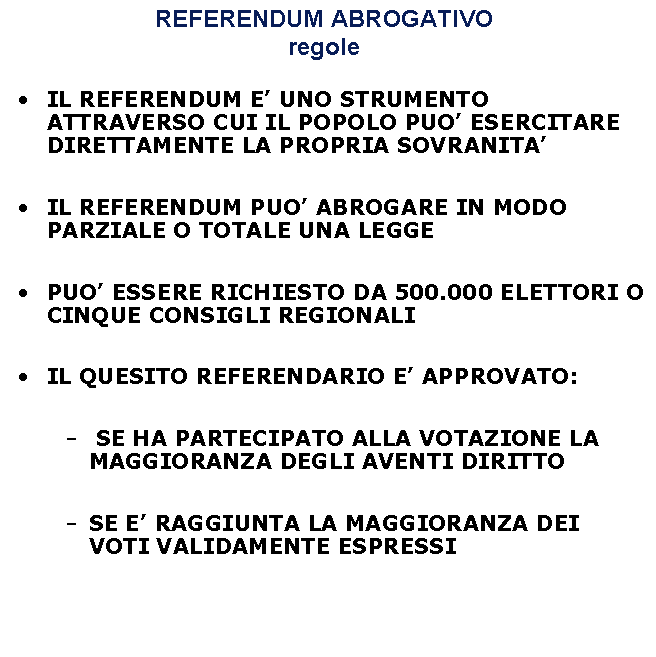 REFERENDUM ABROGATIVO
regole
• IL REFERENDUM E’ UNO STRUMENTO
ATTRAVERSO CUI IL POPOLO PUO’ ESERCITARE
DIRETTAMENTE LA PROPRIA SOVRANITA’
• IL REFERENDUM PUO’ ABROGARE IN MODO
PARZIALE O TOTALE UNA LEGGE
• PUO’ ESSERE RICHIESTO DA 500.000 ELETTORI O
CINQUE CONSIGLI REGIONALI
• IL QUESITO REFERENDARIO E’ APPROVATO:
– SE HA PARTECIPATO ALLA VOTAZIONE LA
MAGGIORANZA DEGLI AVENTI DIRITTO
– SE E’ RAGGIUNTA LA MAGGIORANZA DEI
VOTI VALIDAMENTE ESPRESSI